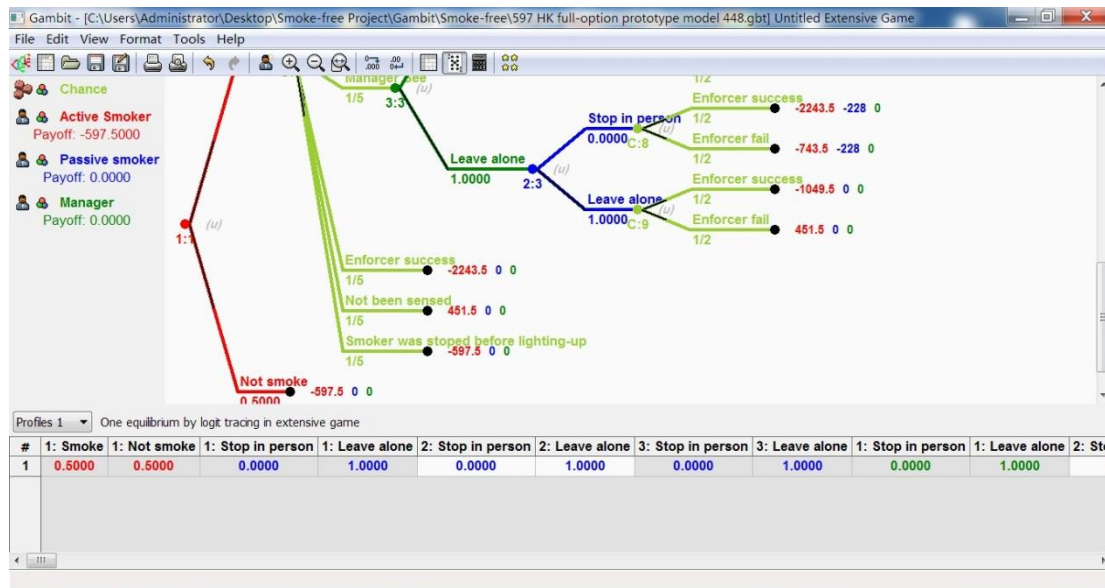 Gambit - [C:\Users\Administrator\Desktop\Smoke-free Project\Gambit\Smoke-free\597 HK full-option prototype model 448.gbt] Untitled Extensive Game
File Edit View Format Tools Help
Chance
Active Smoker
Payoff: -597.5000
Passive smoker
Payoff: 0.0000
Manager
Payoff: 0.0000
1:1
(u)
Manager See
1/5
3:3
(u)
Leave alone
1.0000
2:3
(u)
Stop in person
0.0000
C:8
(u)
1/2
Enforcer success
1/2
-2243.5 -228 0
Enforcer fail
1/2
-743.5 -228 0
Leave alone
1.0000
C:9
(u)
Enforcer success
1/2
-1049.5 0 0
Enforcer fail
1/2
451.5 0 0
Enforcer success
1/5
-2243.5 0 0
Not been sensed
1/5
451.5 0 0
Smoker was stoped before lighting-up
1/5
-597.5 0 0
Not smoke
0.5000
-597.5 0 0
Profiles 1 One equilibrium by logit tracing in extensive game
# 1: Smoke 1: Not smoke 1: Stop in person 1: Leave alone 2: Stop in person 2: Leave alone 3: Stop in person 3: Leave alone 1: Stop in person 1: Leave alone 2: St
1 0.5000 0.5000 0.0000 1.0000 0.0000 1.0000 0.0000 1.0000 0.0000 1.0000